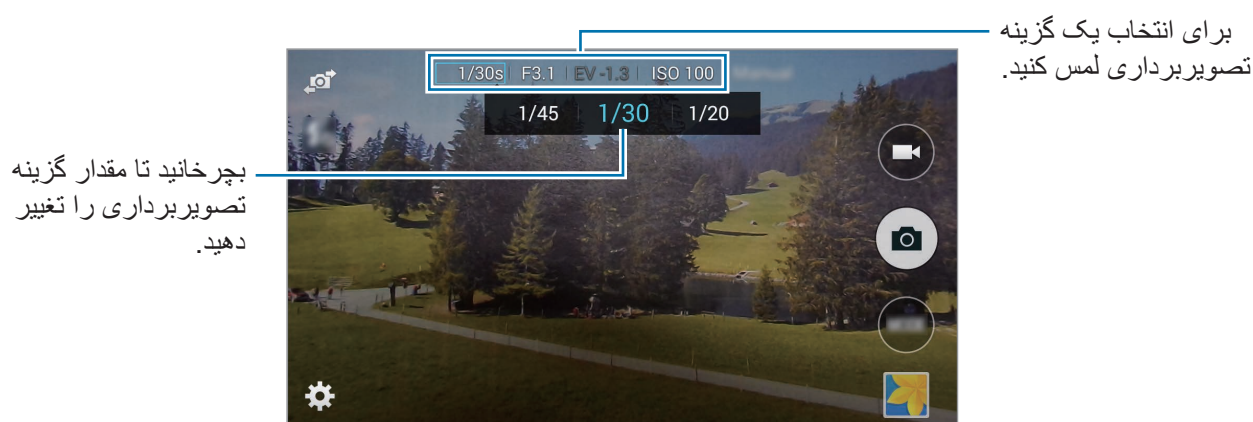 برای انتخاب یک گزینه
تصویربرداری لمس کنید.
1/30s F3.1 EV -1.3 ISO 100
1/45 1/30 1/20
بچرخانید تا مقدار گزینه
تصویربرداری را تغییر
دهید.